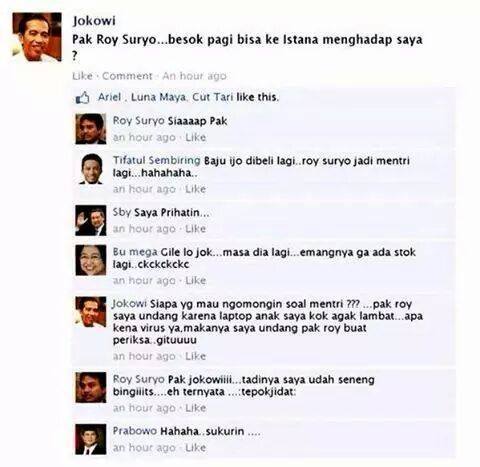 Jokowi
Pak Roy Suryo...besok pagi bisa ke Istana menghadap saya
?
Like · Comment · An hour ago
Ariel , Luna Maya, Cut Tari like this.
Roy Suryo Siaaaap Pak
an hour ago · Like
Tifatul Sembiring Baju ijo dibeli lagi..roy suryo jadi mentri
lagi...hahahaha..
an hour ago · Like
Sby Saya Prihatin...
an hour ago · Like
Bu mega Gile lo jok...masa dia lagi...emangnya ga ada stok
lagi..ckckckckc
an hour ago · Like
Jokowi Siapa yg mau ngomongin soal mentri ??? ...pak roy
saya undang karena laptop anak saya kok agak lambat...apa
kena virus ya,makanya saya undang pak roy buat
periksa..gituuuu
an hour ago · Like
Roy Suryo Pak jokowiiii...tadinya saya udah seneng
bingiiits....eh ternyata ...:tepokjidat:
an hour ago · Like
Prabowo Hahaha..sukurin ....
an hour ago · Like